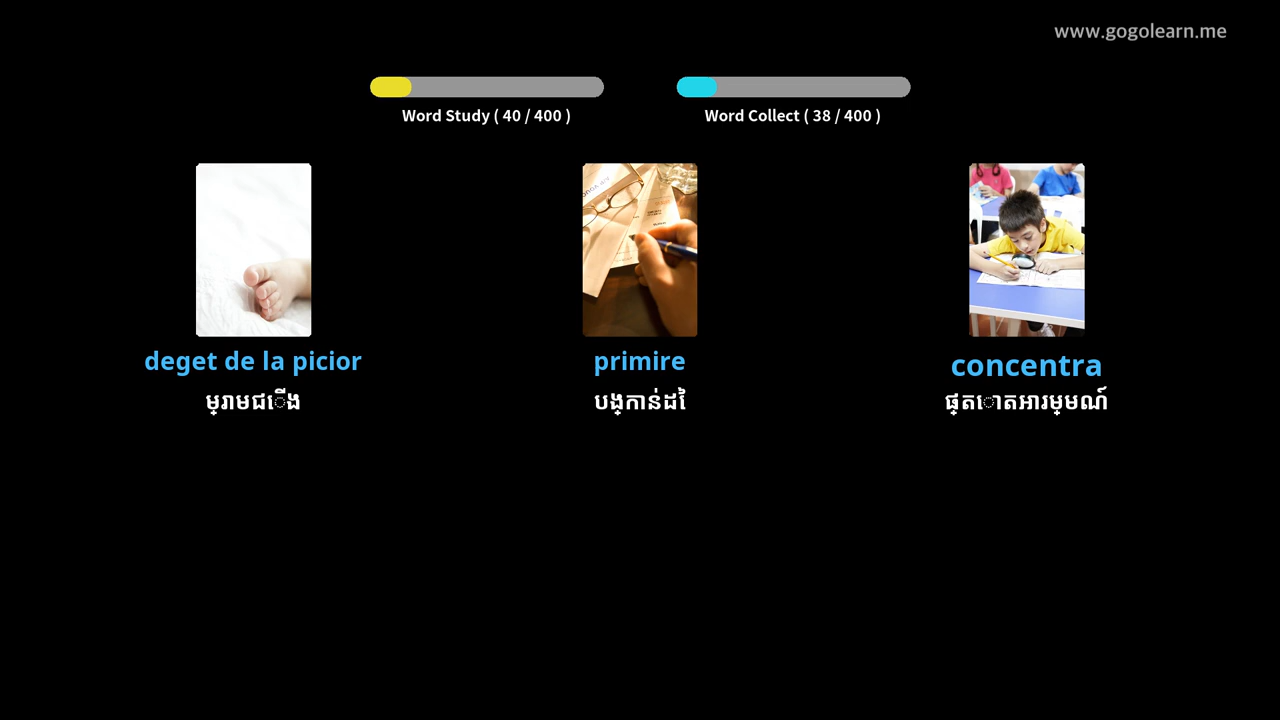 www.gogolearn.me
Word Study ( 40 / 400 )
Word Collect ( 38 / 400 )
deget de la picior
ម្រាមជើង
primire
បង្កាន់ដៃ
concentra
ផ្តោតអារម្មណ៍